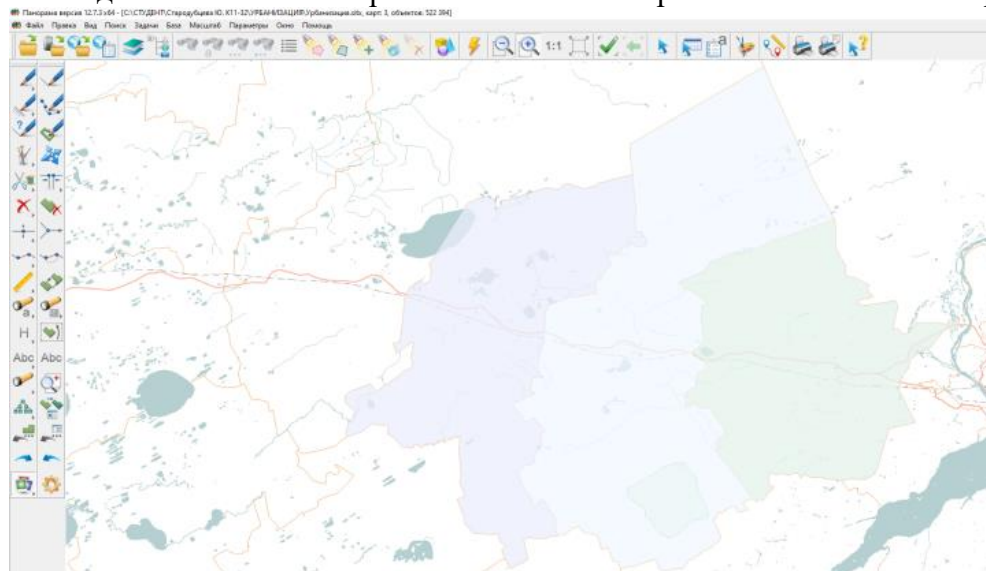 Панорама версия 12.7.3 x64 - [C:\СТУДЕНТ\Стародубцева Ю. К11-32\УРБАНИЗАЦИЯ\Урбанизация.sitx, карт: 3, объектов: 522 394]
Файл Правка Вид Поиск Задачи База Масштаб Параметры Окно Помощь
1:1
a
a
H
Abc Abc